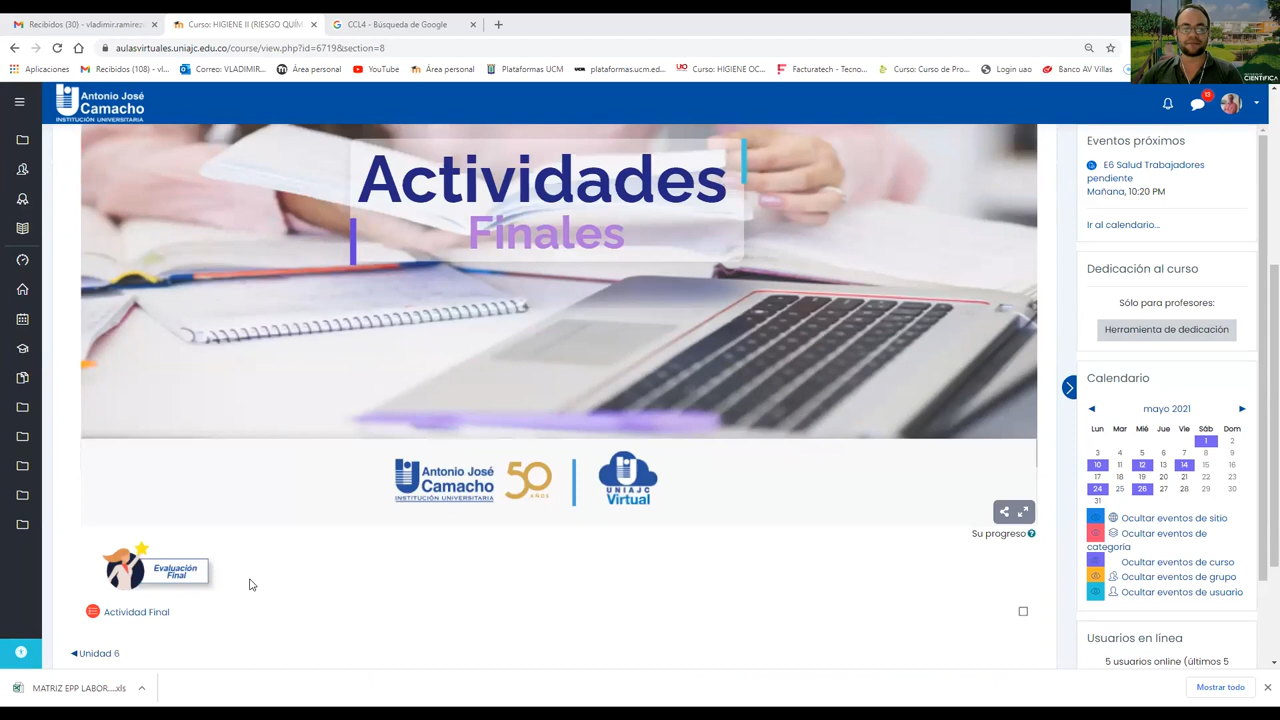 Recibidos (30) - vladimir.ramirez
Curso: HIGIENE II (RIESGO QUÍM
CCL4 - Búsqueda de Google
aulasvirtuales.uniajc.edu.co/course/view.php?id=6719&section=8
Aplicaciones
Recibidos (108) - vl...
Correo: VLADIMIR...
Área personal
YouTube
Área personal
Plataformas UCM
plataformas.ucm.ed...
Curso: HIGIENE OC...
Facturatech - Tecno...
Curso: Curso de Pro...
Login uao
Banco AV Villas
CIENTÍFICA
Antonio José
Camacho
INSTITUCIÓN UNIVERSITARIA
13
Actividades
Finales
Antonio José
Camacho
INSTITUCIÓN UNIVERSITARIA
50
AÑOS
UNIAJC
Virtual
Su progreso
Evaluación
Final
Actividad Final
Unidad 6
Eventos próximos
E6 Salud Trabajadores
pendiente
Mañana, 10:20 PM
Ir al calendario...
Dedicación al curso
Sólo para profesores:
Herramienta de dedicación
Calendario
mayo 2021
Lun Mar Mié Jue Vie Sáb Dom
1 2
3 4 5 6 7 8 9
10 11 12 13 14 15 16
17 18 19 20 21 22 23
24 25 26 27 28 29 30
31
Ocultar eventos de sitio
Ocultar eventos de
categoría
Ocultar eventos de curso
Ocultar eventos de grupo
Ocultar eventos de usuario
Usuarios en línea
5 usuarios online (últimos 5
MATRIZ EPP LABOR....xls
Mostrar todo